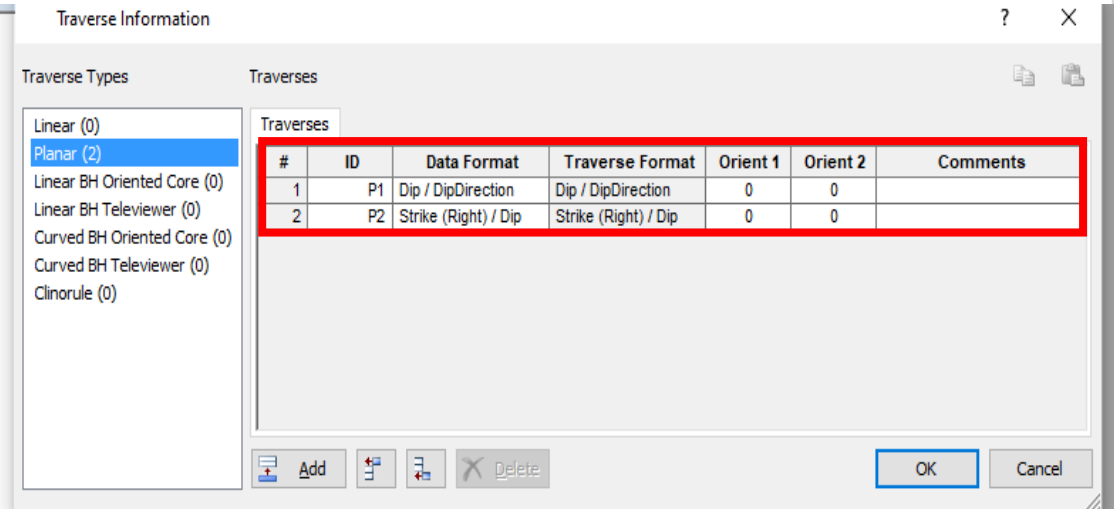 Traverse Information ?
Traverse Types Traverses
Linear (0)
Planar (2)
Linear BH Oriented Core (0)
Linear BH Televiewer (0)
Curved BH Oriented Core (0)
Curved BH Televiewer (0)
Clinorule (0)
Traverses
# ID Data Format Traverse Format Orient 1 Orient 2 Comments
1 P1 Dip / DipDirection Dip / DipDirection 0 0
2 P2 Strike (Right) / Dip Strike (Right) / Dip 0 0
Add Delete OK Cancel